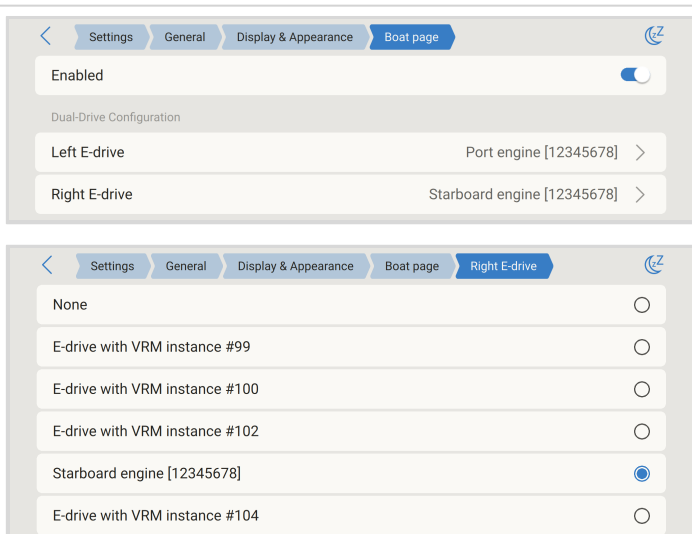 Settings General Display & Appearance Boat page
Enabled
Dual-Drive Configuration
Left E-drive Port engine [12345678]
Right E-drive Starboard engine [12345678]
Settings General Display & Appearance Boat page Right E-drive
None
E-drive with VRM instance #99
E-drive with VRM instance #100
E-drive with VRM instance #102
Starboard engine [12345678]
E-drive with VRM instance #104